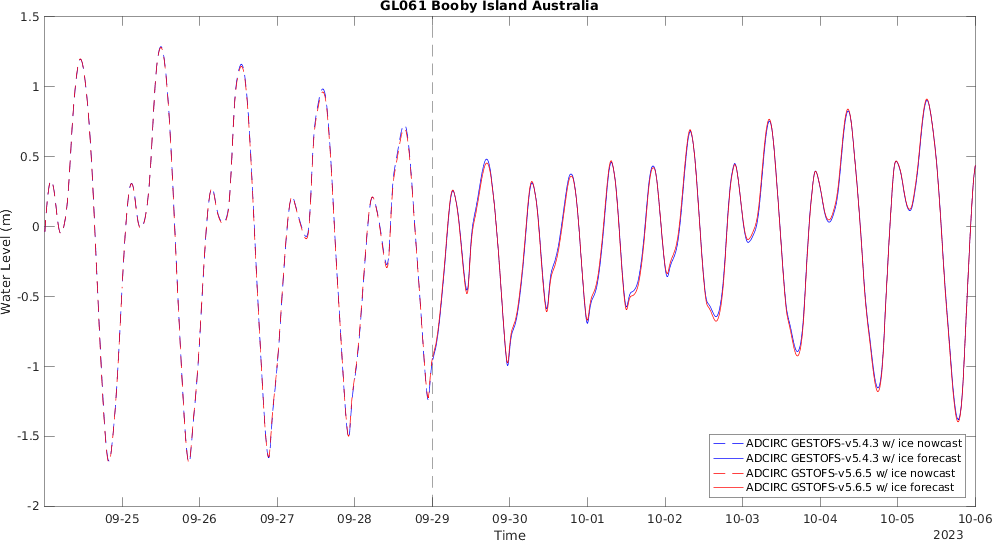 GL061 Booby Island Australia
1.5
1
0.5
0
-0.5
-1
-1.5
-2
Water Level (m)
ADCIRC GESTOFS-v5.4.3 w/ ice nowcast
ADCIRC GESTOFS-v5.4.3 w/ ice forecast
ADCIRC GSTOFS-v5.6.5 w/ ice nowcast
ADCIRC GSTOFS-v5.6.5 w/ ice forecast
09-25 09-26 09-27 09-28 09-29 09-30 10-01 10-02 10-03 10-04 10-05 10-06
Time
2023